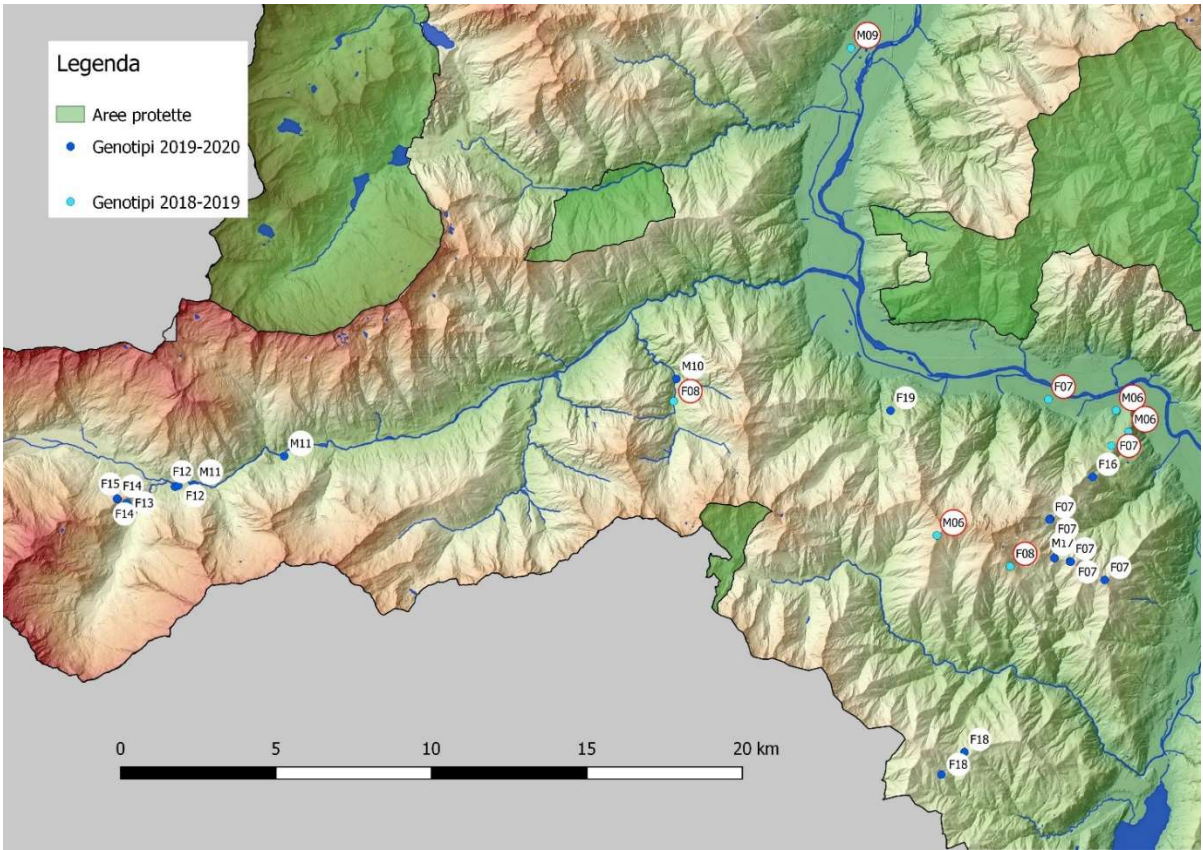 M09
Legenda
Aree protette
Genotipi 2019-2020
Genotipi 2018-2019
M10
F08
F07
F19
M06
M06
F07
M11
F12
M11
F16
F15
F14
F13
F12
F14
F07
M06
F07
F08
F07
F07
F07
F18
F18
0
5
10
15
20 km